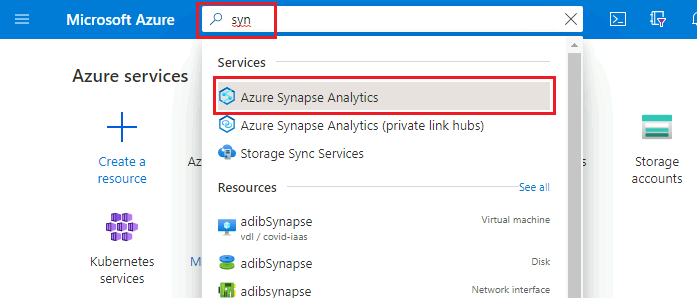 Microsoft Azure
syn
Azure services
Create a
resource
Kubernetes
services
Services
Azure Synapse Analytics
Azure Synapse Analytics (private link hubs)
Storage Sync Services
Resources
See all
adibSynapse
vdl / covid-iaas
Virtual machine
adibSynapse
Disk
adibsynapse
Network interface
Storage
accounts